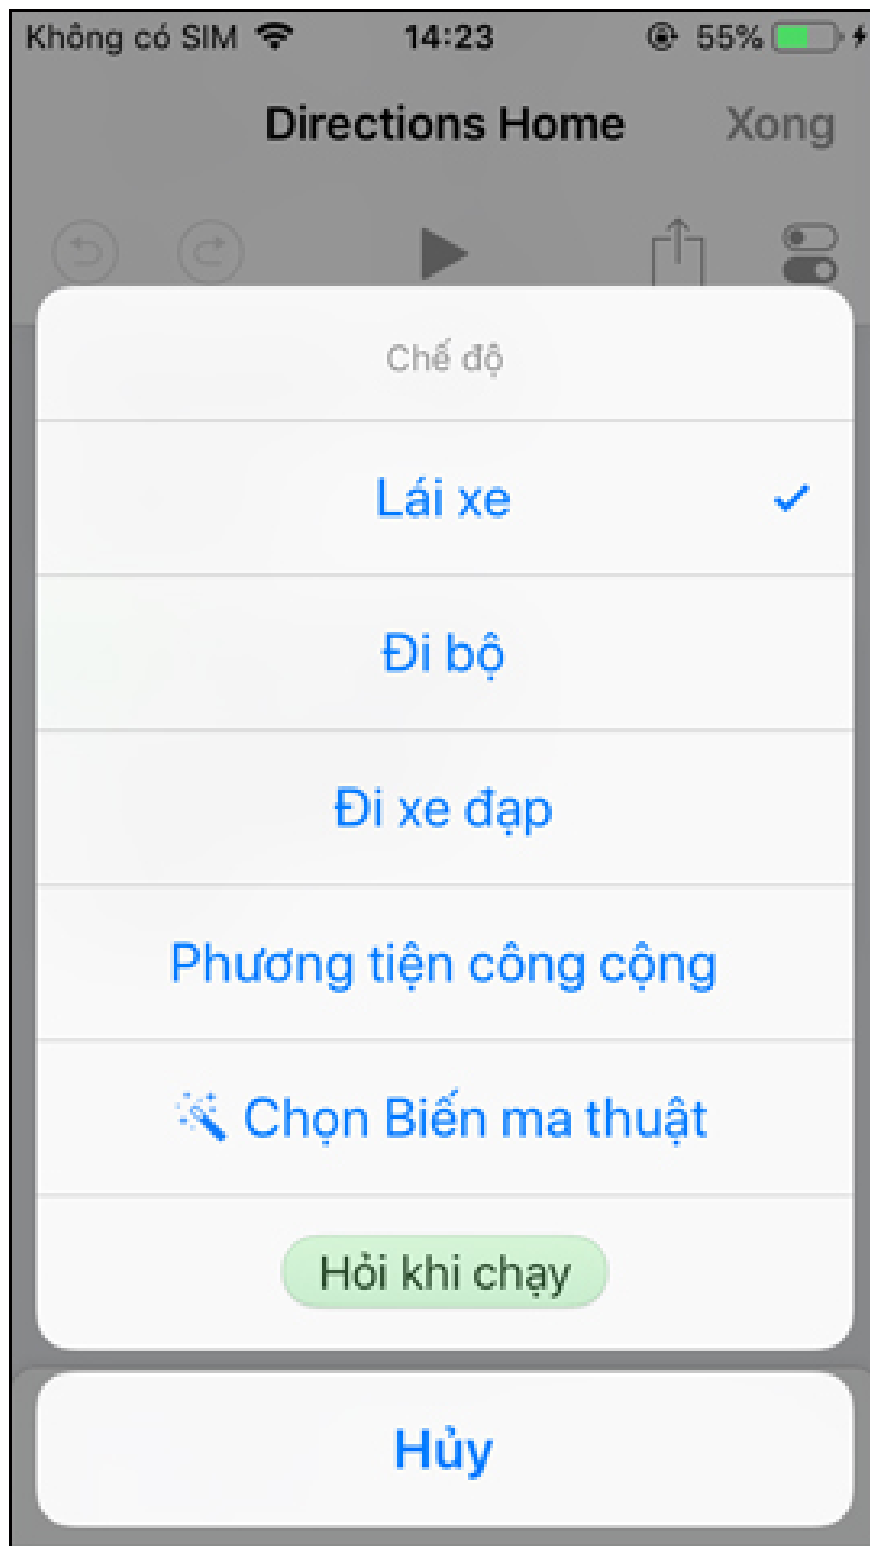 Không có SIM 14:23 55%
Directions Home Xong
Chế độ
Lái xe
Đi bộ
Đi xe đạp
Phương tiện công cộng
Chọn Biến ma thuật
Hỏi khi chạy
Hủy